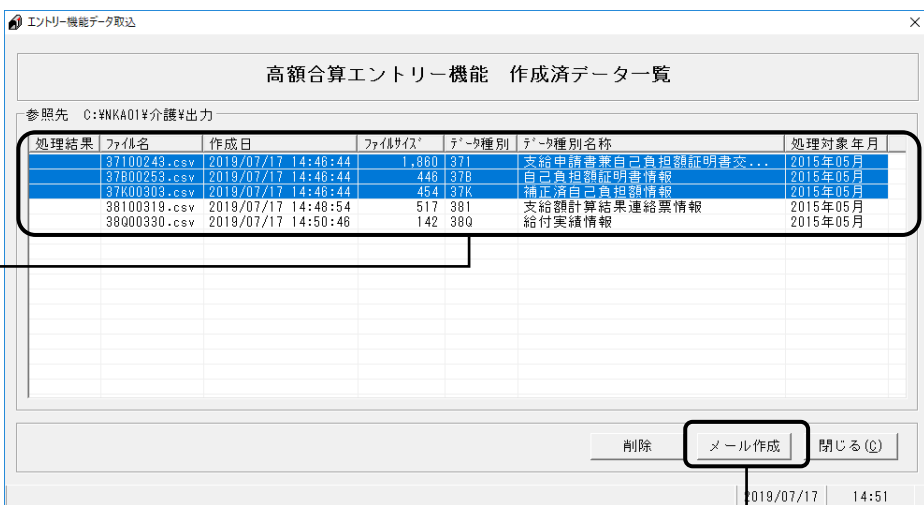 エントリー機能データ取込
高額合算エントリー機能　作成済データ一覧
参照先　C:¥NKA01¥介護¥出力
処理結果 ﾌｧｲﾙ名 作成日 ﾌｧｲﾙｻｲｽﾞ ﾃﾞｰﾀ種別 ﾃﾞｰﾀ種別名称 処理対象年月
37100243.csv 2019/07/17 14:46:44 1,860 371 支給申請書兼自己負担額証明書交... 2015年05月
37B00253.csv 2019/07/17 14:46:44 446 37B 自己負担額証明書情報 2015年05月
37K00303.csv 2019/07/17 14:46:44 454 37K 補正済自己負担額情報 2015年05月
38100319.csv 2019/07/17 14:48:54 517 381 支給額計算結果連絡票情報 2015年05月
38Q00330.csv 2019/07/17 14:50:46 142 38Q 給付実績情報 2015年05月
削除 メール作成 閉じる(C)
2019/07/17 14:51